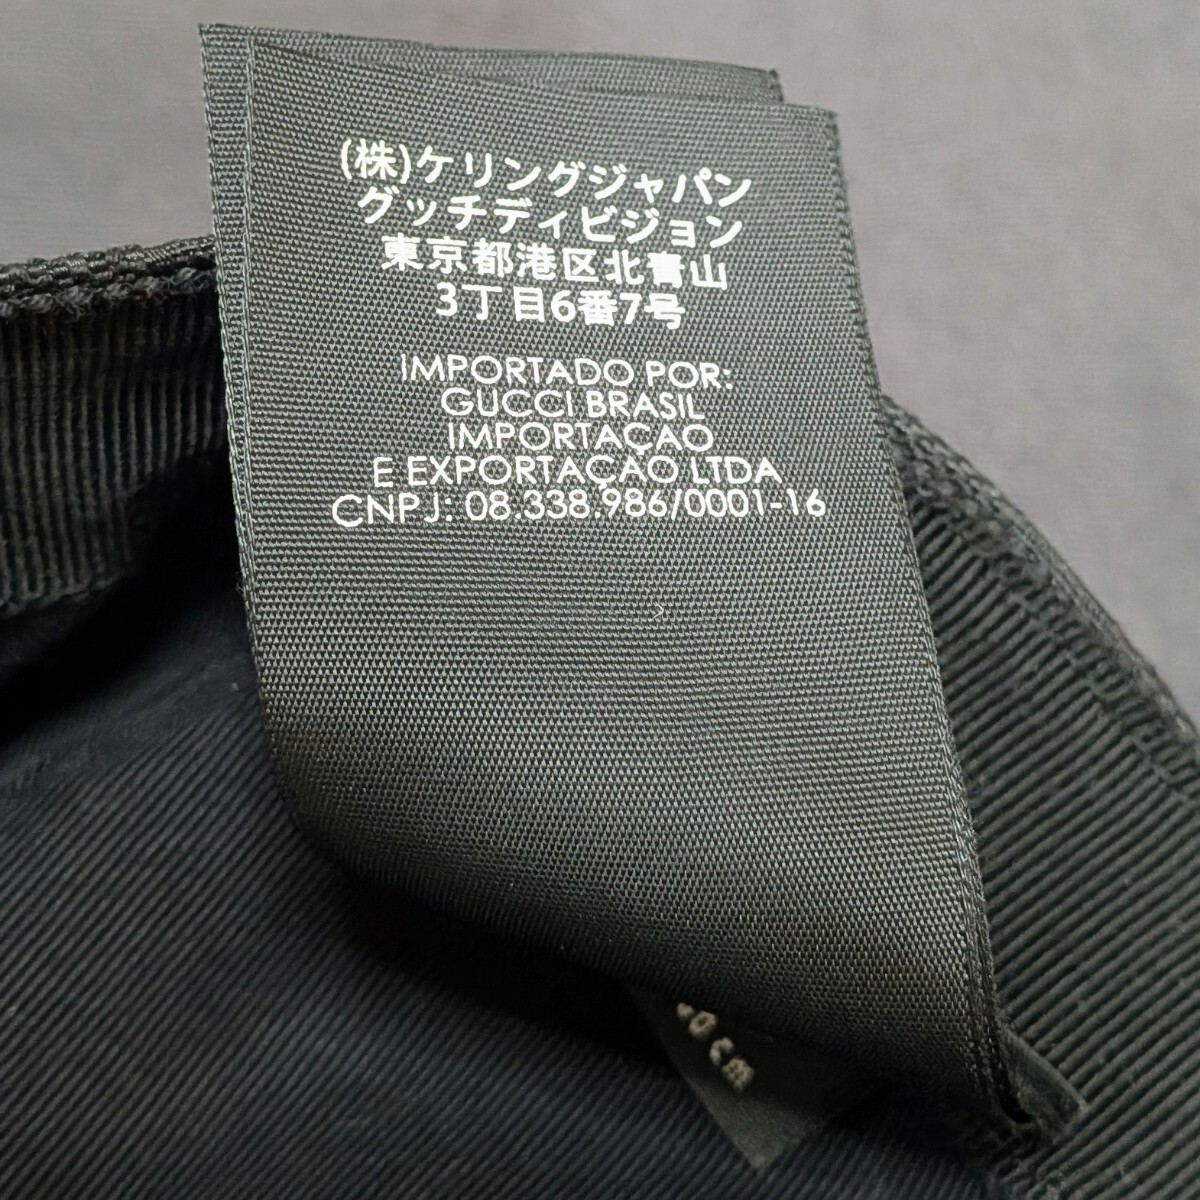 (株)ケリングジャパン
グッチディビジョン
東京都港区北青山
3丁目6番7号
IMPORTADO POR:
GUCCI BRASIL
IMPORTAÇAO
E EXPORTAÇAO LTDA
CNPJ: 08.338.986/0001-16